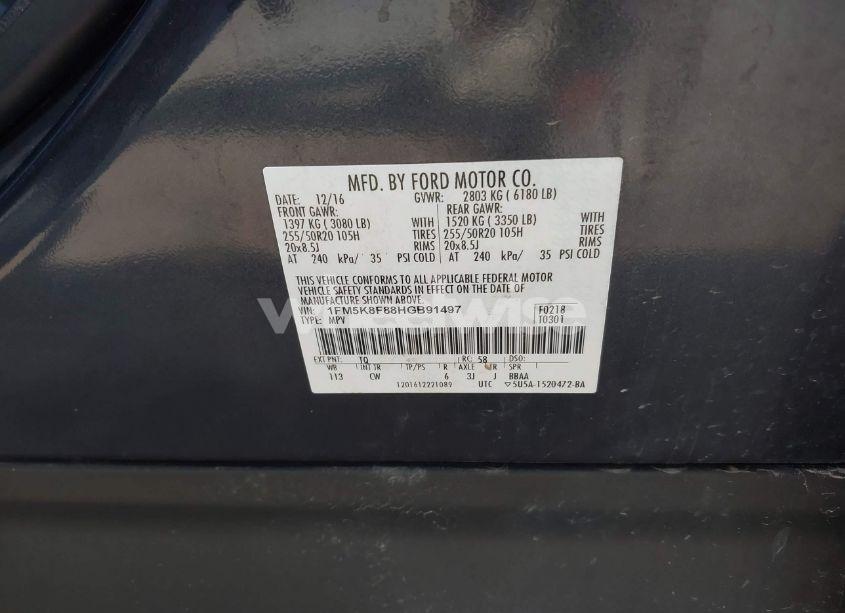 MFD. BY FORD MOTOR CO.
DATE: 12/16 GVWR: 2803 KG ( 6180 LB)
FRONT GAWR: REAR GAWR:
1397 KG ( 3080 LB) WITH 1520 KG ( 3350 LB) WITH
255/50R20 105H TIRES 255/50R20 105H TIRES
20x8.5J RIMS 20x8.5J RIMS
AT 240 kPa/ 35 PSI COLD AT 240 kPa/ 35 PSI COLD
THIS VEHICLE CONFORMS TO ALL APPLICABLE FEDERAL MOTOR
VEHICLE SAFETY STANDARDS IN EFFECT ON THE DATE OF
MANUFACTURE SHOWN ABOVE.
VIN: 1FM5K8F88HGB91497 F0218
TYPE: MPV T0301
EXT PNT: TQ RC: 58 DSO:
WB INT TR TP/PS R AXLE TR SPR
113 CW 6 3J J BBAA
1201612221089 UTC ▽5U5A-1520472-BA